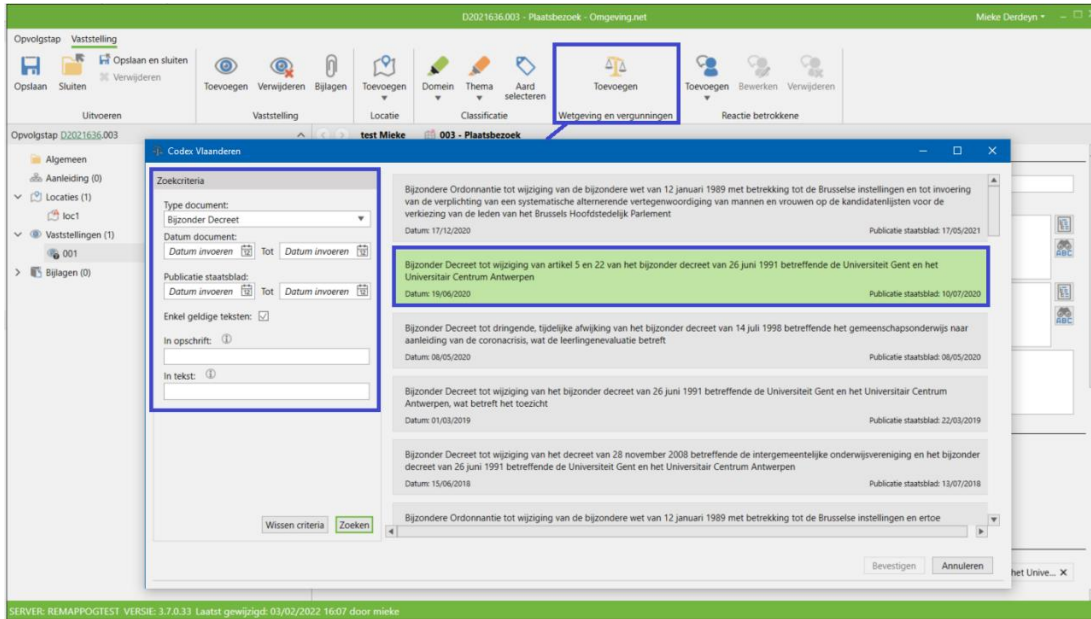 D2021636.003 - Plaatsbezoek - Omgeving.net
Mieke Derdeyn
Opvolgstap Vaststelling
Opslaan
Sluiten
Opslaan en sluiten
Verwijderen
Toevoegen
Verwijderen
Bijlagen
Toevoegen
Domein
Thema
Aard
selecteren
Toevoegen
Toevoegen
Bewerken
Verwijderen
Uitvoeren
Vaststelling
Locatie
Classificatie
Wetgeving en vergunningen
Reactie betrokkene
Opvolgstap D2021636.003
test Mieke
003 - Plaatsbezoek
Algemeen
Aanleiding (0)
Locaties (1)
loc1
Vaststellingen (1)
001
Bijlagen (0)
Codex Vlaanderen
Zoekcriteria
Type document:
Bijzonder Decreet
Datum document:
Datum invoeren Tot Datum invoeren
Publicatie staatsblad:
Datum invoeren Tot Datum invoeren
Enkel geldige teksten:
In opschrift:
In tekst:
Wissen criteria
Zoeken
Bijzondere Ordonnantie tot wijziging van de bijzondere wet van 12 januari 1989 met betrekking tot de Brusselse instellingen en tot invoering
van de verplichting van een systematische alternerende vertegenwoordiging van mannen en vrouwen op de kandidatenlijsten voor de
verkiezing van de leden van het Brussels Hoofdstedelijk Parlement
Datum: 17/12/2020 Publicatie staatsblad: 17/05/2021
Bijzonder Decreet tot wijziging van artikel 5 en 22 van het bijzonder decreet van 26 juni 1991 betreffende de Universiteit Gent en het
Universitair Centrum Antwerpen
Datum: 19/06/2020 Publicatie staatsblad: 10/07/2020
Bijzonder Decreet tot dringende, tijdelijke afwijking van het bijzonder decreet van 14 juli 1998 betreffende het gemeenschapsonderwijs naar
aanleiding van de coronacrisis, wat de leerlingenevaluatie betreft
Datum: 08/05/2020 Publicatie staatsblad: 08/05/2020
Bijzonder Decreet tot wijziging van het bijzonder decreet van 26 juni 1991 betreffende de Universiteit Gent en het Universitair Centrum
Antwerpen, wat betreft het toezicht
Datum: 01/03/2019 Publicatie staatsblad: 22/03/2019
Bijzonder Decreet tot wijziging van het decreet van 28 november 2008 betreffende de intergemeentelijke onderwijsvereniging en het bijzonder
decreet van 26 juni 1991 betreffende de Universiteit Gent en het Universitair Centrum Antwerpen
Datum: 15/06/2018 Publicatie staatsblad: 13/07/2018
Bijzondere Ordonnantie tot wijziging van de bijzondere wet van 12 januari 1989 met betrekking tot de Brusselse instellingen en ertoe
Bevestigen
Annuleren
ABC
ABC
het Unive...
SERVER: REMAPPOGTEST VERSIE: 3.7.0.33 Laatst gewijzigd: 03/02/2022 16:07 door mieke